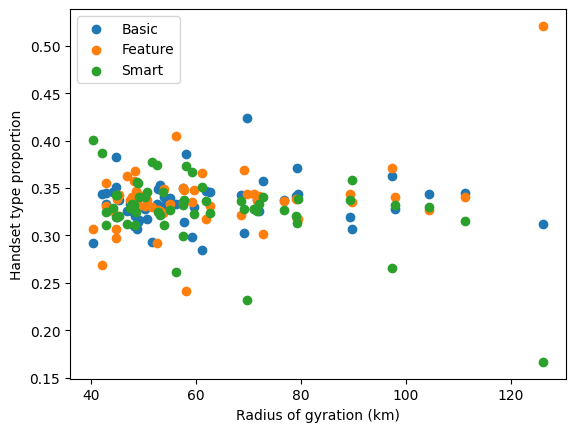 Basic
Feature
Smart
0.50
0.45
0.40
0.35
0.30
0.25
0.20
0.15
Handset type proportion
40 60 80 100 120
Radius of gyration (km)